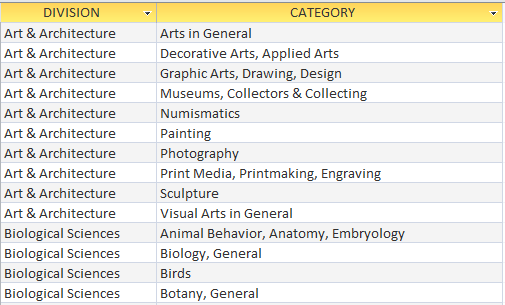 DIVISION CATEGORY
Art & Architecture Arts in General
Art & Architecture Decorative Arts, Applied Arts
Art & Architecture Graphic Arts, Drawing, Design
Art & Architecture Museums, Collectors & Collecting
Art & Architecture Numismatics
Art & Architecture Painting
Art & Architecture Photography
Art & Architecture Print Media, Printmaking, Engraving
Art & Architecture Sculpture
Art & Architecture Visual Arts in General
Biological Sciences Animal Behavior, Anatomy, Embryology
Biological Sciences Biology, General
Biological Sciences Birds
Biological Sciences Botany, General